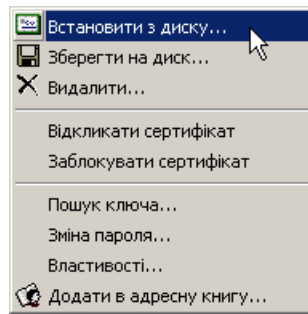 Встановити з диску...
Зберегти на диск...
Видалити...
Відкликати сертифікат
Заблокувати сертифікат
Пошук ключа...
Зміна пароля...
Властивості...
Додати в адресну книгу...